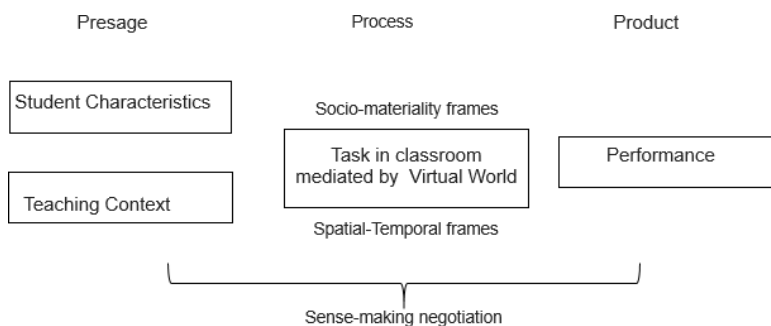 Presage
Process
Product
Student Characteristics
Teaching Context
Socio-materiality frames
Task in classroom
mediated by Virtual World
Spatial-Temporal frames
Performance
Sense-making negotiation